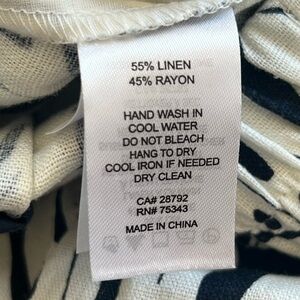 55% LINEN
45% RAYON
HAND WASH IN
COOL WATER
DO NOT BLEACH
HANG TO DRY
COOL IRON IF NEEDED
DRY CLEAN
CA# 28792
RN# 75343
MADE IN CHINA